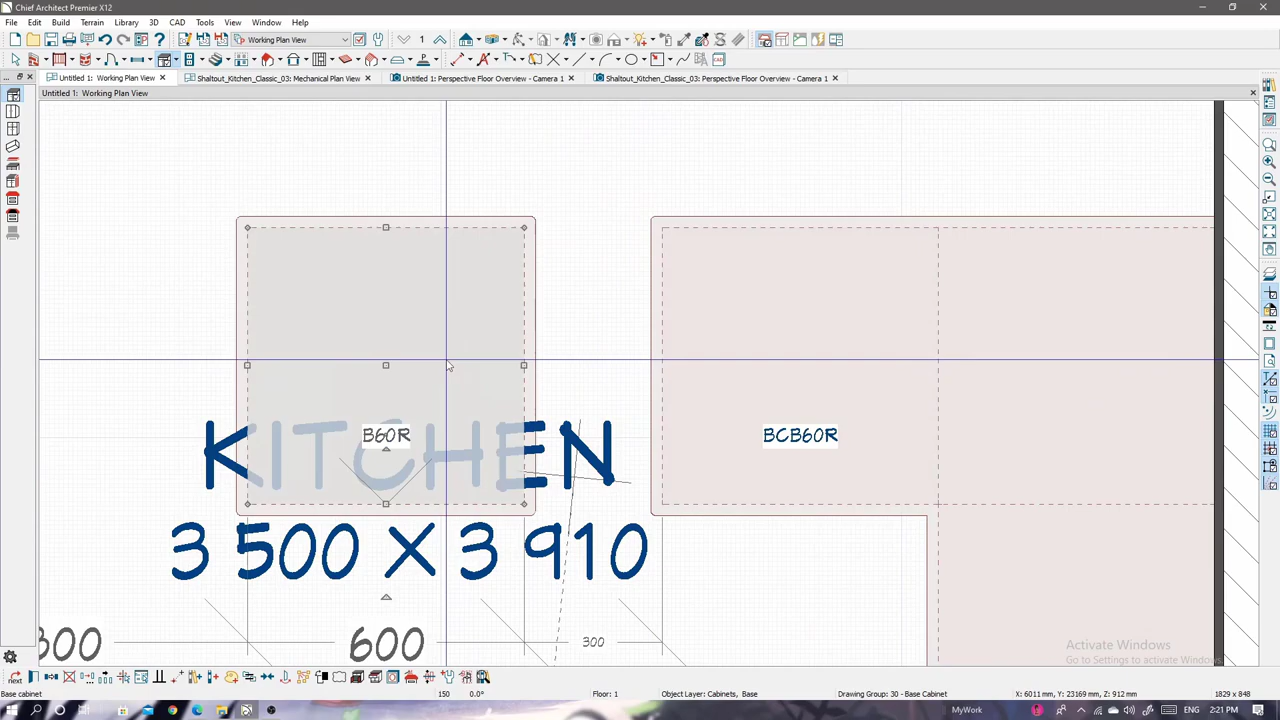 Chief Architect Premier X12
File Edit Build Terrain Library 3D CAD Tools View Window Help
Working Plan View 1
Untitled 1: Working Plan View Shaltout_Kitchen_Classic_03: Mechanical Plan View Untitled 1: Perspective Floor Overview - Camera 1 Shaltout_Kitchen_Classic_03: Perspective Floor Overview - Camera 1
Untitled 1: Working Plan View
B60R BCB60R
KITCHEN
3 500 X 3 910
300 600 300
Activate Windows
Go to Settings to activate Windows.
Base cabinet 150 0.0° Floor: 1 Object Layer: Cabinets, Base Drawing Group: 30 - Base Cabinet X: 6011 mm, Y: 23169 mm, Z: 912 mm 1829 x 848
MyWork ENG 2:21 PM